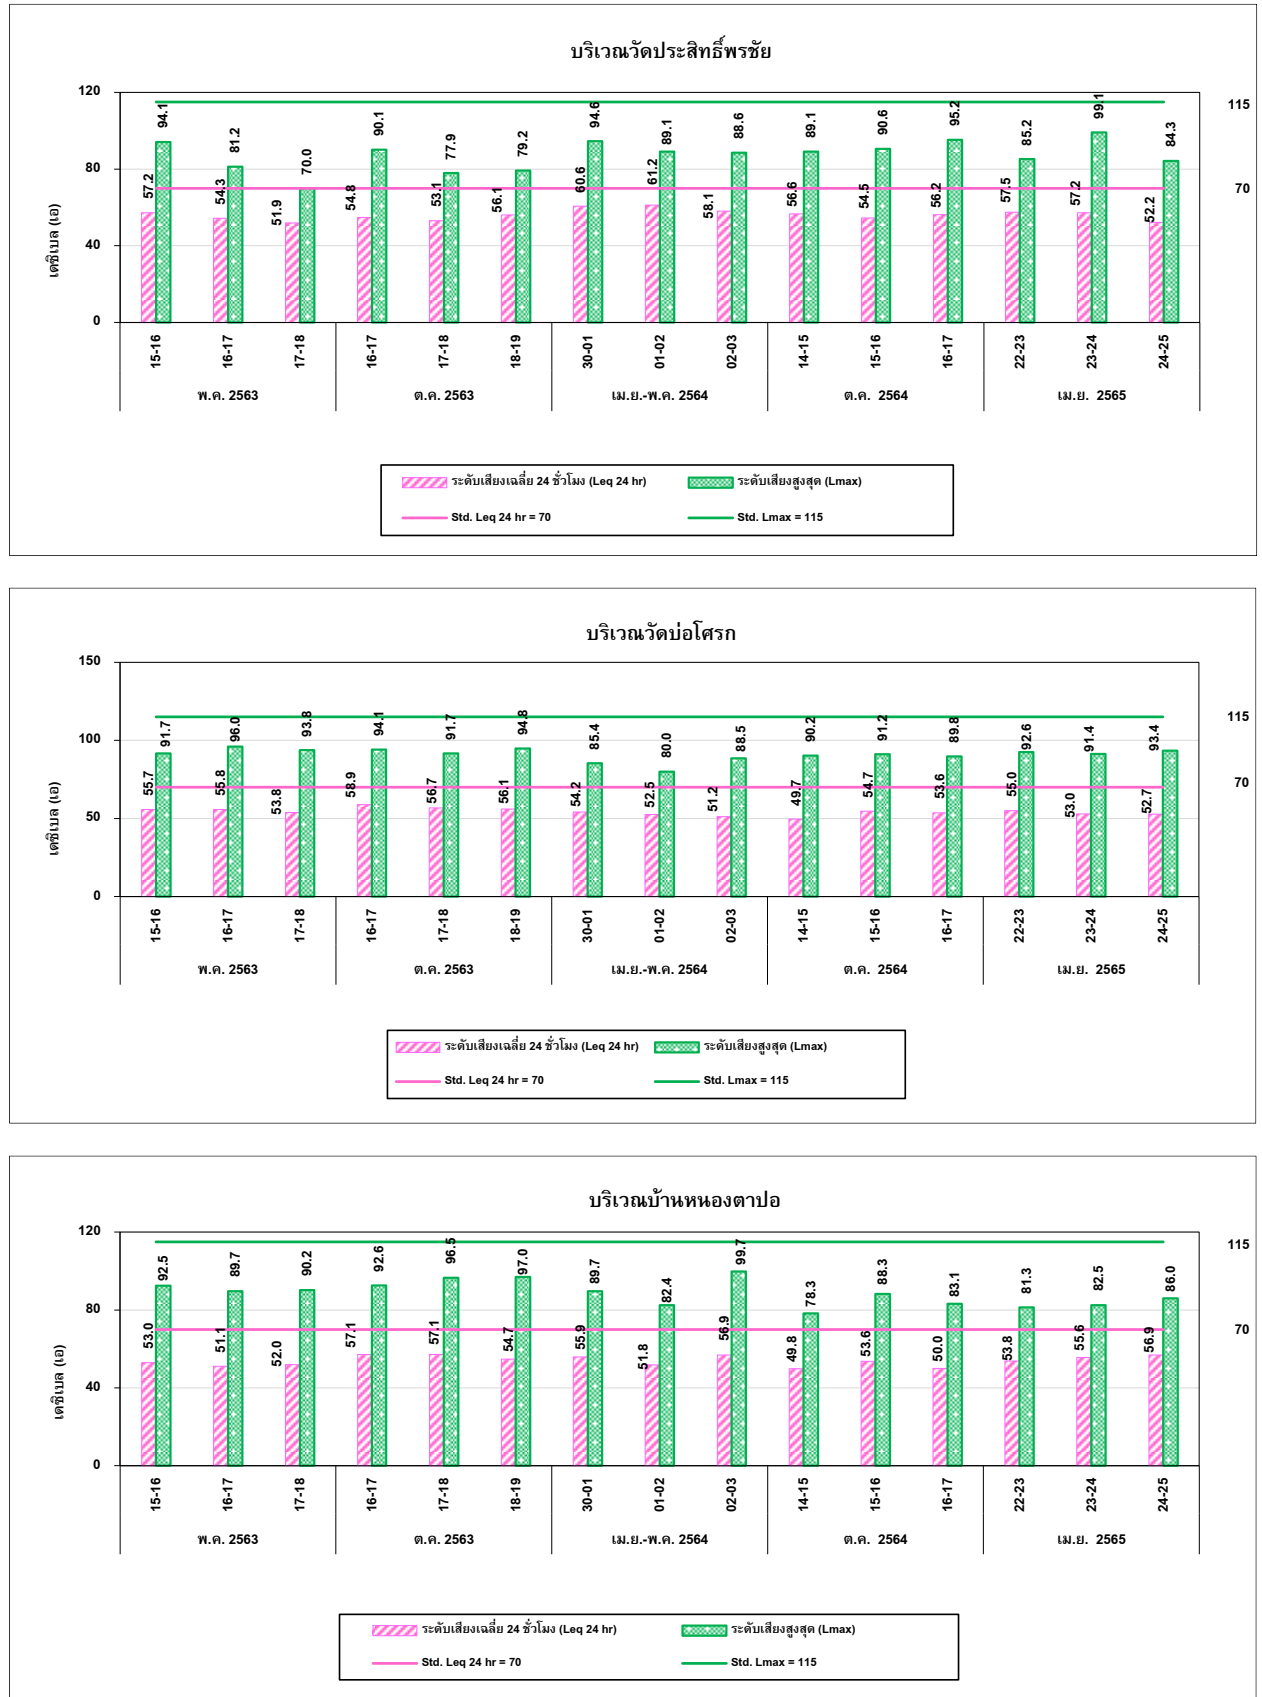 บริเวณวัดประสิทธิ์พรชัย
เดซิเบล (เอ)
120
80
40
0
115
70
57.2 94.1 54.3 81.2 51.9 70.0 54.8 90.1 53.1 77.9 56.1 79.2 60.6 94.6 61.2 89.1 58.1 88.6 56.6 89.1 54.5 90.6 56.2 95.2 57.5 85.2 57.2 99.1 52.2 84.3
15-16 16-17 17-18 16-17 17-18 18-19 30-01 01-02 02-03 14-15 15-16 16-17 22-23 23-24 24-25
พ.ค. 2563 ต.ค. 2563 เม.ย.-พ.ค. 2564 ต.ค. 2564 เม.ย. 2565
ระดับเสียงเฉลี่ย 24 ชั่วโมง (Leq 24 hr) ระดับเสียงสูงสุด (Lmax)
Std. Leq 24 hr = 70 Std. Lmax = 115
บริเวณวัดบ่อโศรก
เดซิเบล (เอ)
150
100
50
0
115
70
55.7 91.7 55.8 96.0 53.8 93.8 58.9 94.1 56.7 91.7 56.1 94.8 54.2 85.4 52.5 80.0 51.2 88.5 49.7 90.2 54.7 91.2 53.6 89.8 55.0 92.6 53.0 91.4 52.7 93.4
15-16 16-17 17-18 16-17 17-18 18-19 30-01 01-02 02-03 14-15 15-16 16-17 22-23 23-24 24-25
พ.ค. 2563 ต.ค. 2563 เม.ย.-พ.ค. 2564 ต.ค. 2564 เม.ย. 2565
ระดับเสียงเฉลี่ย 24 ชั่วโมง (Leq 24 hr) ระดับเสียงสูงสุด (Lmax)
Std. Leq 24 hr = 70 Std. Lmax = 115
บริเวณบ้านหนองตาปอ
เดซิเบล (เอ)
120
80
40
0
115
70
53.0 92.5 51.1 89.7 52.0 90.2 57.1 92.6 57.1 96.5 54.7 97.0 55.9 89.7 51.8 82.4 56.9 99.7 49.8 78.3 53.6 88.3 50.0 83.1 53.8 81.3 55.6 82.5 56.9 86.0
15-16 16-17 17-18 16-17 17-18 18-19 30-01 01-02 02-03 14-15 15-16 16-17 22-23 23-24 24-25
พ.ค. 2563 ต.ค. 2563 เม.ย.-พ.ค. 2564 ต.ค. 2564 เม.ย. 2565
ระดับเสียงเฉลี่ย 24 ชั่วโมง (Leq 24 hr) ระดับเสียงสูงสุด (Lmax)
Std. Leq 24 hr = 70 Std. Lmax = 115